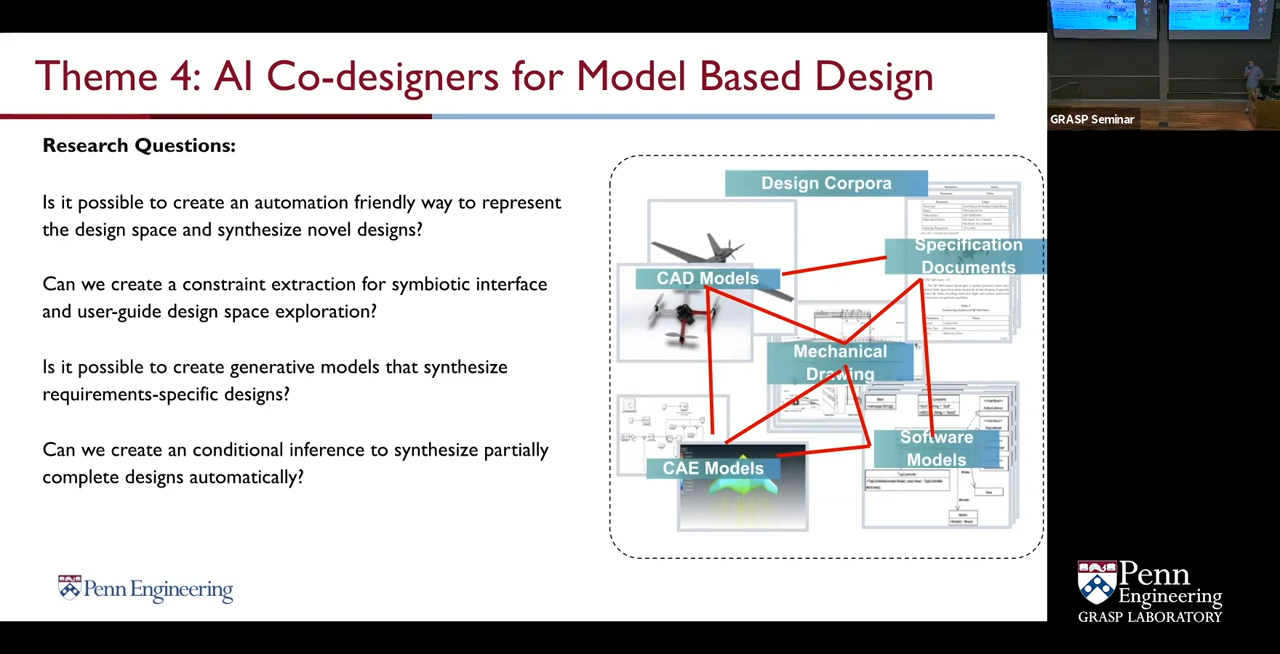 Theme 4: AI Co-designers for Model Based Design
GRASP Seminar
Research Questions:
Is it possible to create an automation friendly way to represent
the design space and synthesize novel designs?
Can we create a constraint extraction for symbiotic interface
and user-guide design space exploration?
Is it possible to create generative models that synthesize
requirements-specific designs?
Can we create an conditional inference to synthesize partially
complete designs automatically?
Design Corpora
Specification
Documents
CAD Models
Mechanical
Drawing
Software
Models
CAE Models
Penn Engineering
Penn
Engineering
GRASP LABORATORY